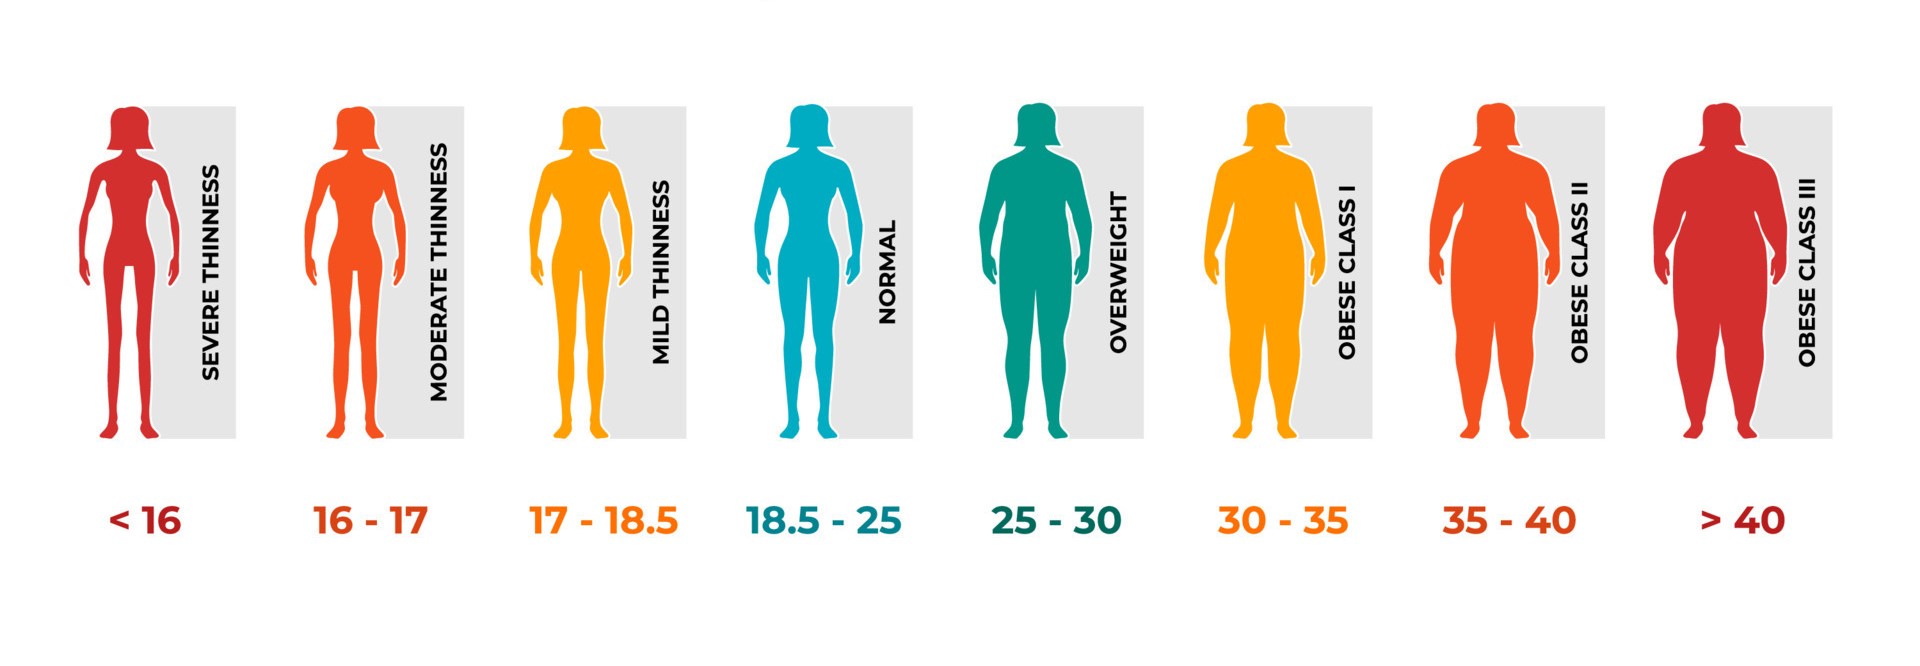 SEVERE THINNESS
MODERATE THINNESS
MILD THINNESS
NORMAL
OVERWEIGHT
OBESE CLASS I
OBESE CLASS II
OBESE CLASS III
< 16
16 - 17
17 - 18.5
18.5 - 25
25 - 30
30 - 35
35 - 40
> 40